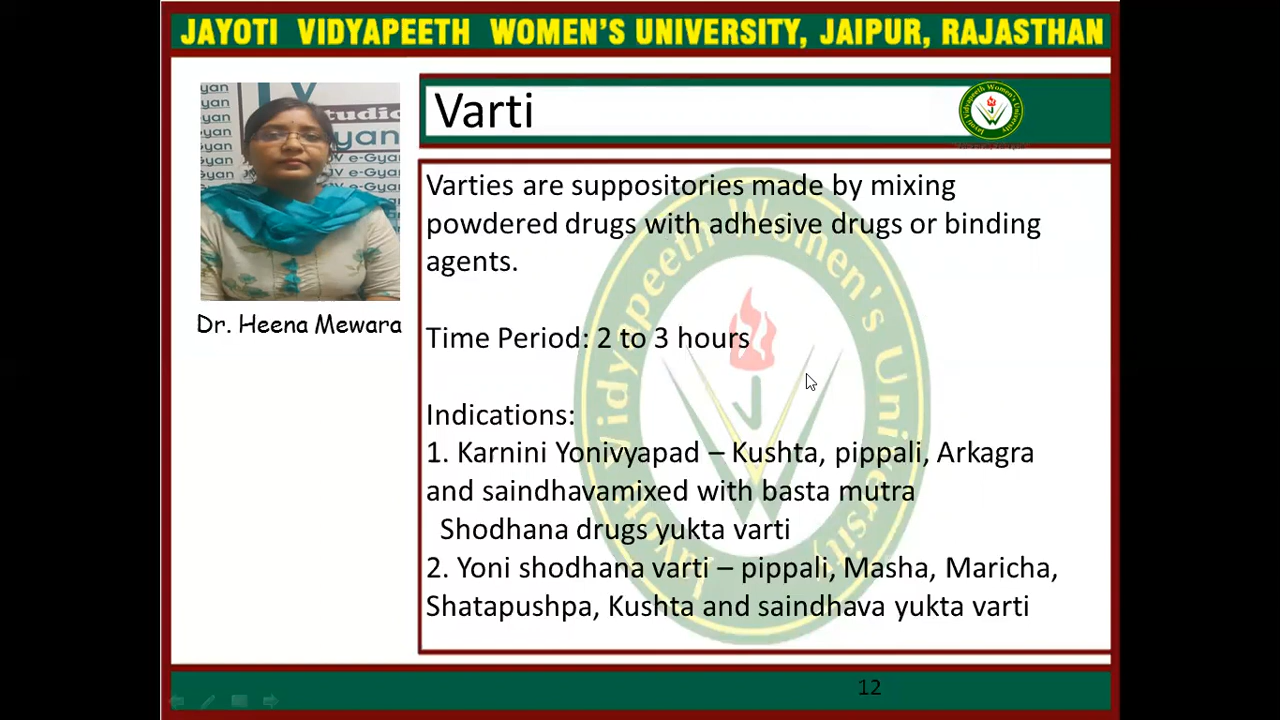 JAYOTI VIDYAPEETH WOMEN'S UNIVERSITY, JAIPUR, RAJASTHAN
Varti
Dr. Heena Mewara
Varties are suppositories made by mixing
powdered drugs with adhesive drugs or binding
agents.
Time Period: 2 to 3 hours
Indications:
1. Karnini Yonivyapad – Kushta, pippali, Arkagra
and saindhavamixed with basta mutra
Shodhana drugs yukta varti
2. Yoni shodhana varti – pippali, Masha, Maricha,
Shatapushpa, Kushta and saindhava yukta varti
12